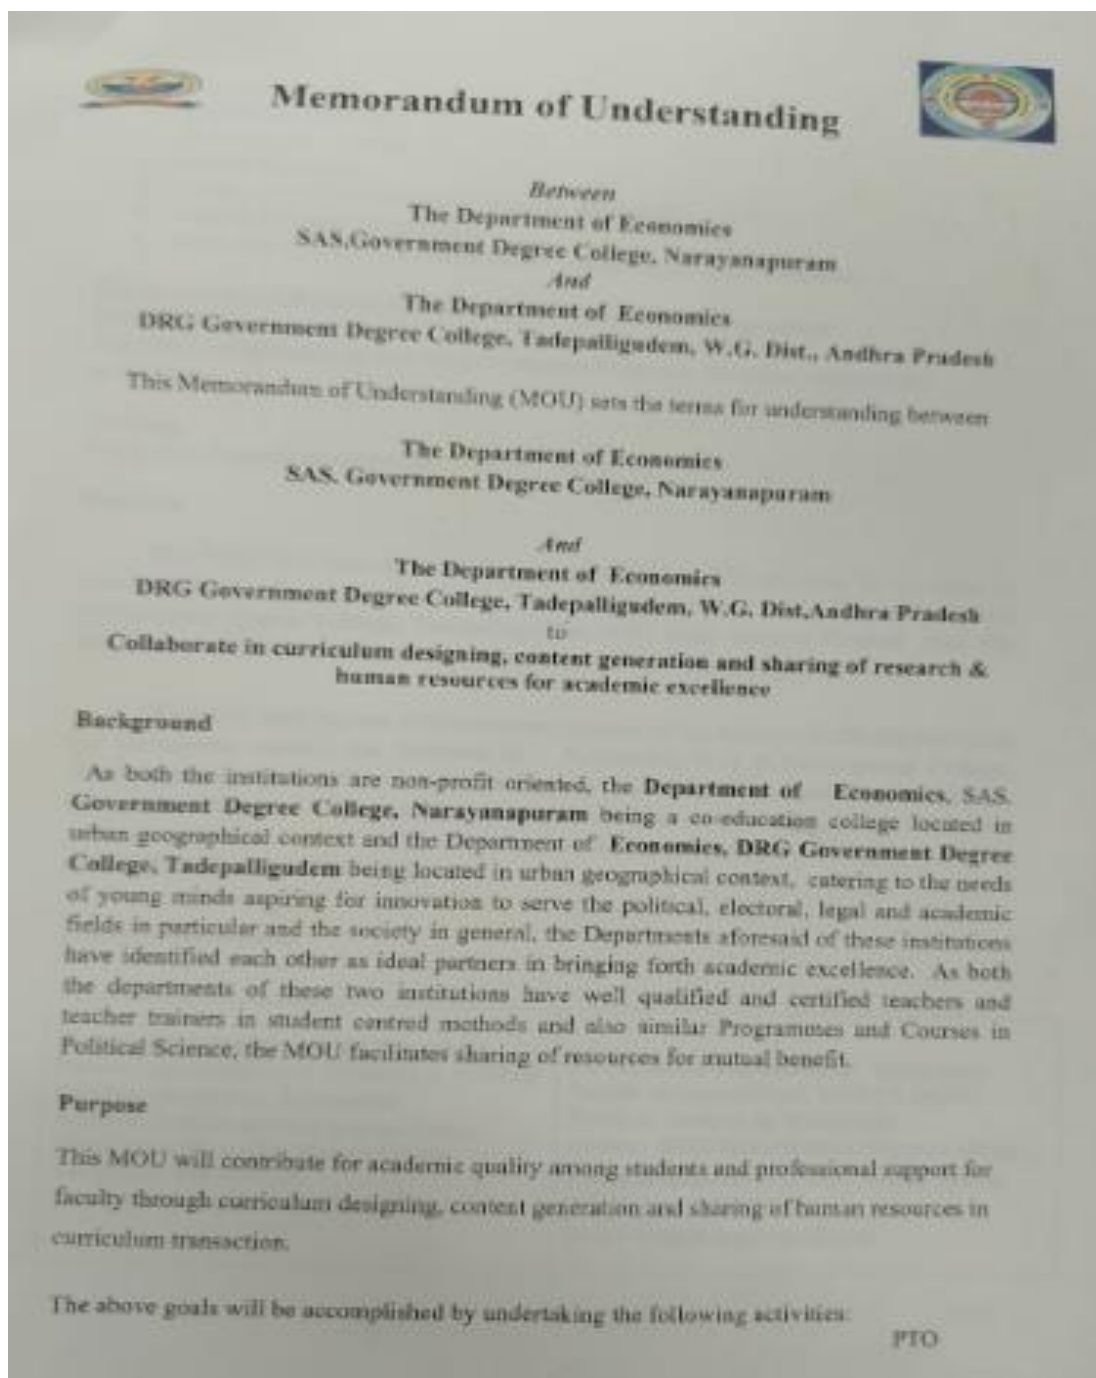 Memorandum of Understanding
Between
The Department of Economics
SAS,Government Degree College, Narayanapuram
And
The Department of Economics
DRG Government Degree College, Tadepalligudem, W.G. Dist., Andhra Pradesh
This Memorandum of Understanding (MOU) sets the terms for understanding between
The Department of Economics
SAS. Government Degree College, Narayanapuram
And
The Department of Economics
DRG Government Degree College, Tadepalligudem, W.G. Dist,Andhra Pradesh
to
Collaborate in curriculum designing, content generation and sharing of research &
human resources for academic excellence
Background
As both the institutions are non-profit oriented, the Department of Economics, SAS.
Government Degree College, Narayanapuram being a co-education college located in
urban geographical context and the Department of Economics, DRG Government Degree
College, Tadepalligudem being located in urban geographical context, catering to the needs
of young minds aspiring for innovation to serve the political, electoral, legal and academic
fields in particular and the society in general, the Departments aforesaid of these institutions
have identified each other as ideal partners in bringing forth academic excellence. As both
the departments of these two institutions have well qualified and certified teachers and
teacher trainers in student centred methods and also similar Programmes and Courses in
Political Science, the MOU facilitates sharing of resources for mutual benefit.
Purpose
This MOU will contribute for academic quality among students and professional support for
faculty through curriculum designing, content generation and sharing of human resources in
curriculum transaction.
The above goals will be accomplished by undertaking the following activities:
PTO